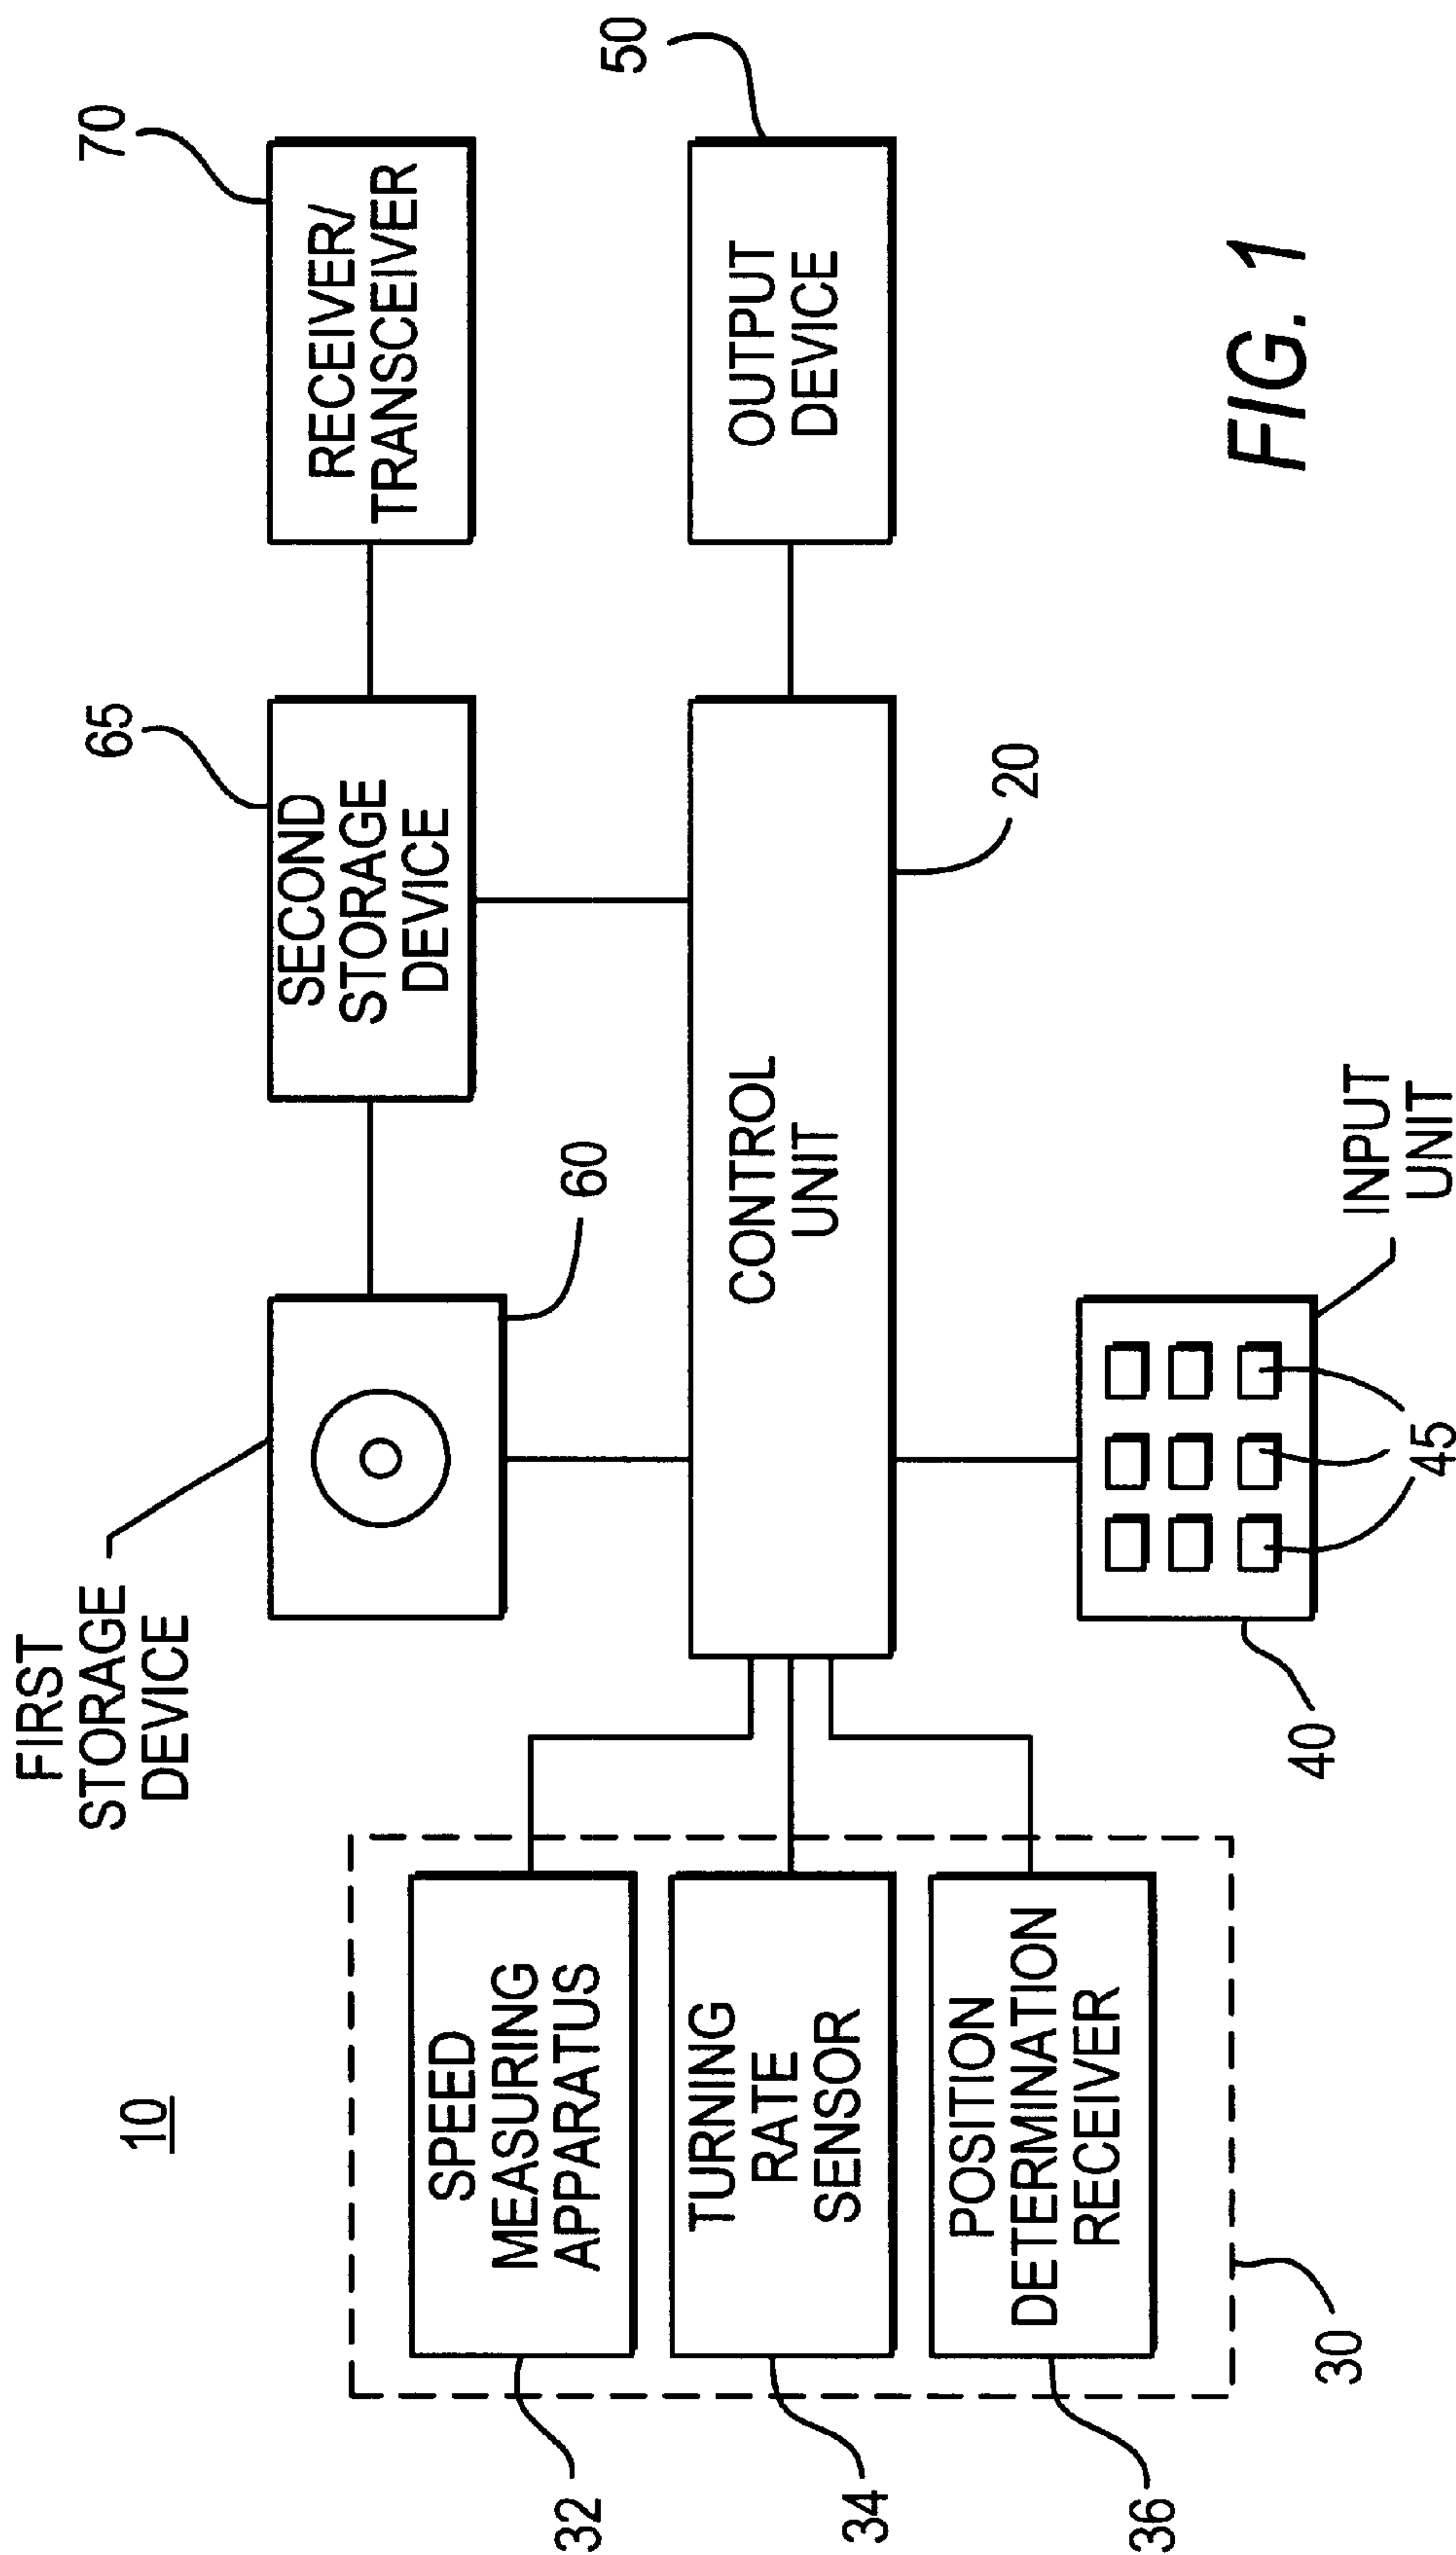 10
FIRST
STORAGE
DEVICE
60
SECOND
STORAGE
DEVICE
65
RECEIVER/
TRANSCEIVER
70
SPEED
MEASURING
APPARATUS
32
TURNING
RATE
SENSOR
34
POSITION
DETERMINATION
RECEIVER
36
30
CONTROL
UNIT
20
OUTPUT
DEVICE
50
INPUT
UNIT
40
45
FIG. 1